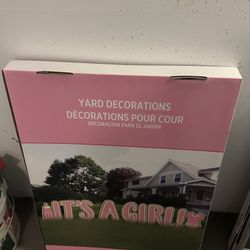 YARD DECORATIONS
DÉCORATIONS POUR COUR
DECORACIÓN PARA EL JARDÍN
IT'S A GIRL!